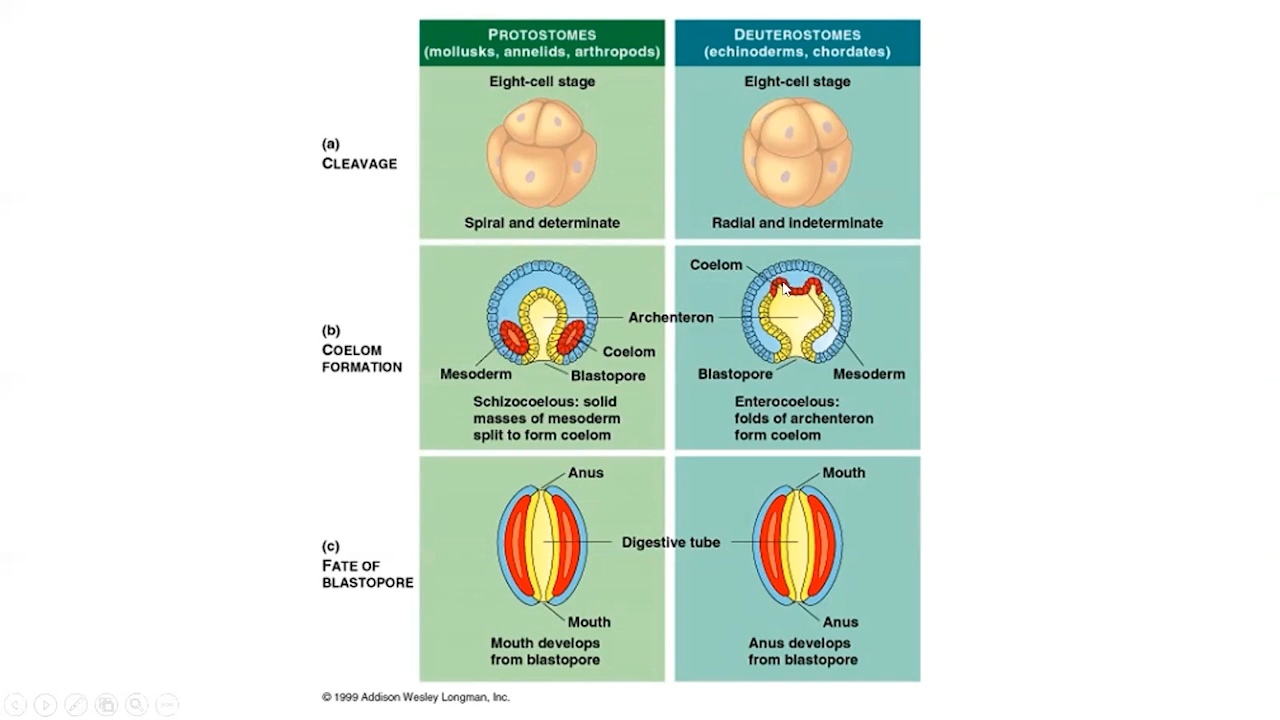 PROTOSTOMES
(mollusks, annelids, arthropods)
DEUTEROSTOMES
(echinoderms, chordates)
(a)
CLEAVAGE
Eight-cell stage
Spiral and determinate
Eight-cell stage
Radial and indeterminate
(b)
COELOM
FORMATION
Coelom
Archenteron
Coelom
Mesoderm
Blastopore
Blastopore
Mesoderm
Schizocoelous: solid
masses of mesoderm
split to form coelom
Enterocoelous:
folds of archenteron
form coelom
(c)
FATE OF
BLASTOPORE
Anus
Mouth
Digestive tube
Mouth
Anus
Mouth develops
from blastopore
Anus develops
from blastopore
© 1999 Addison Wesley Longman, Inc.